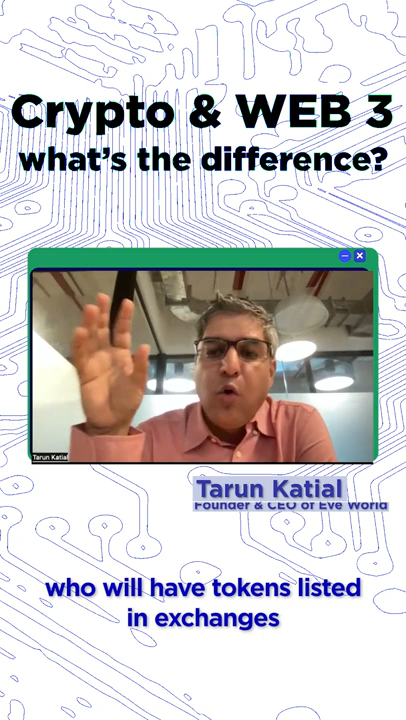 Crypto & WEB 3
what's the difference?
Tarun Katial
Tarun Katial
Founder & CEO of Eve World
who will have tokens listed
in exchanges